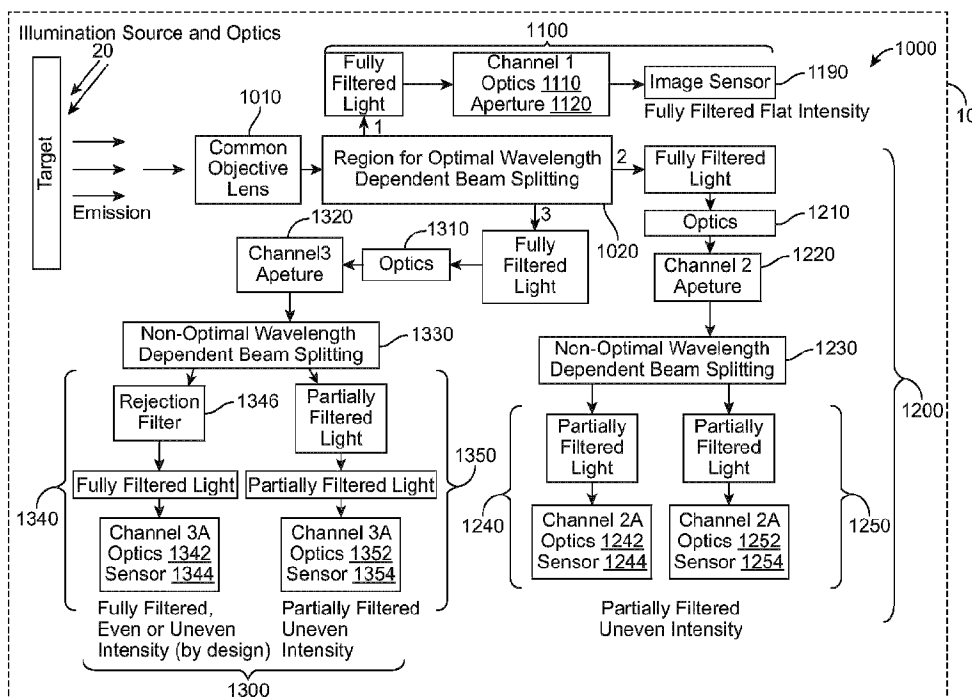 Illumination Source and Optics
20
1100
1000
10
Target
Emission
1010
Common
Objective
Lens
Fully
Filtered
Light
Channel 1
Optics 1110
Aperture 1120
Image Sensor
1190
Fully Filtered Flat Intensity
1
Region for Optimal Wavelength
Dependent Beam Splitting
2
Fully Filtered
Light
3
1020
Optics
1210
1320
1310
Channel3
Apeture
Optics
Fully
Filtered
Light
Channel 2
Apeture
1220
Non-Optimal Wavelength
Dependent Beam Splitting
1330
Non-Optimal Wavelength
Dependent Beam Splitting
1230
1200
Rejection
Filter
1346
Partially
Filtered
Light
1350
Partially
Filtered
Light
Partially
Filtered
Light
Fully Filtered Light
Partially Filtered Light
1340
1240
1250
Channel 3A
Optics 1342
Sensor 1344
Channel 3A
Optics 1352
Sensor 1354
Channel 2A
Optics 1242
Sensor 1244
Channel 2A
Optics 1252
Sensor 1254
Fully Filtered,
Even or Uneven
Intensity (by design)
Partially Filtered
Uneven
Intensity
Partially Filtered
Uneven Intensity
1300